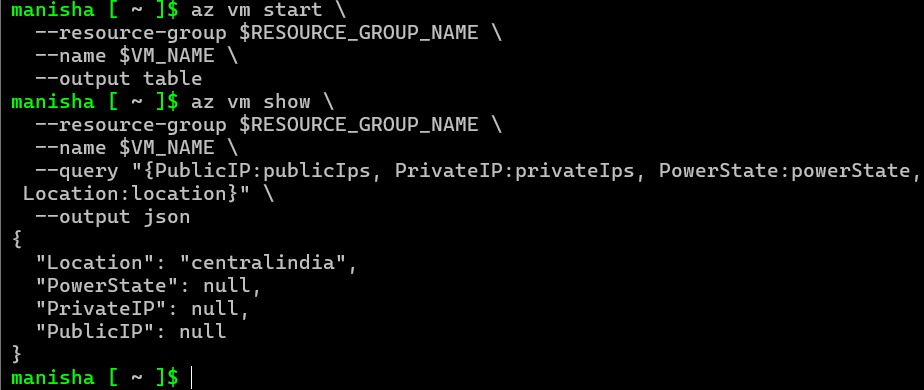 manisha [ ~ ]$ az vm start \
  --resource-group $RESOURCE_GROUP_NAME \
  --name $VM_NAME \
  --output table
manisha [ ~ ]$ az vm show \
  --resource-group $RESOURCE_GROUP_NAME \
  --name $VM_NAME \
  --query "{PublicIP:publicIps, PrivateIP:privateIps, PowerState:powerState,
 Location:location}" \
  --output json
{
  "Location": "centralindia",
  "PowerState": null,
  "PrivateIP": null,
  "PublicIP": null
}
manisha [ ~ ]$